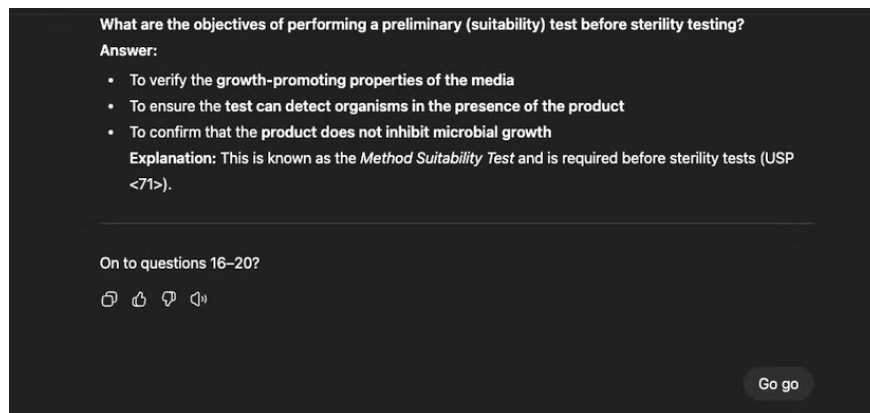 What are the objectives of performing a preliminary (suitability) test before sterility testing?
Answer:
• To verify the growth-promoting properties of the media
• To ensure the test can detect organisms in the presence of the product
• To confirm that the product does not inhibit microbial growth
Explanation: This is known as the Method Suitability Test and is required before sterility tests (USP
<71>).
On to questions 16–20?
Go go